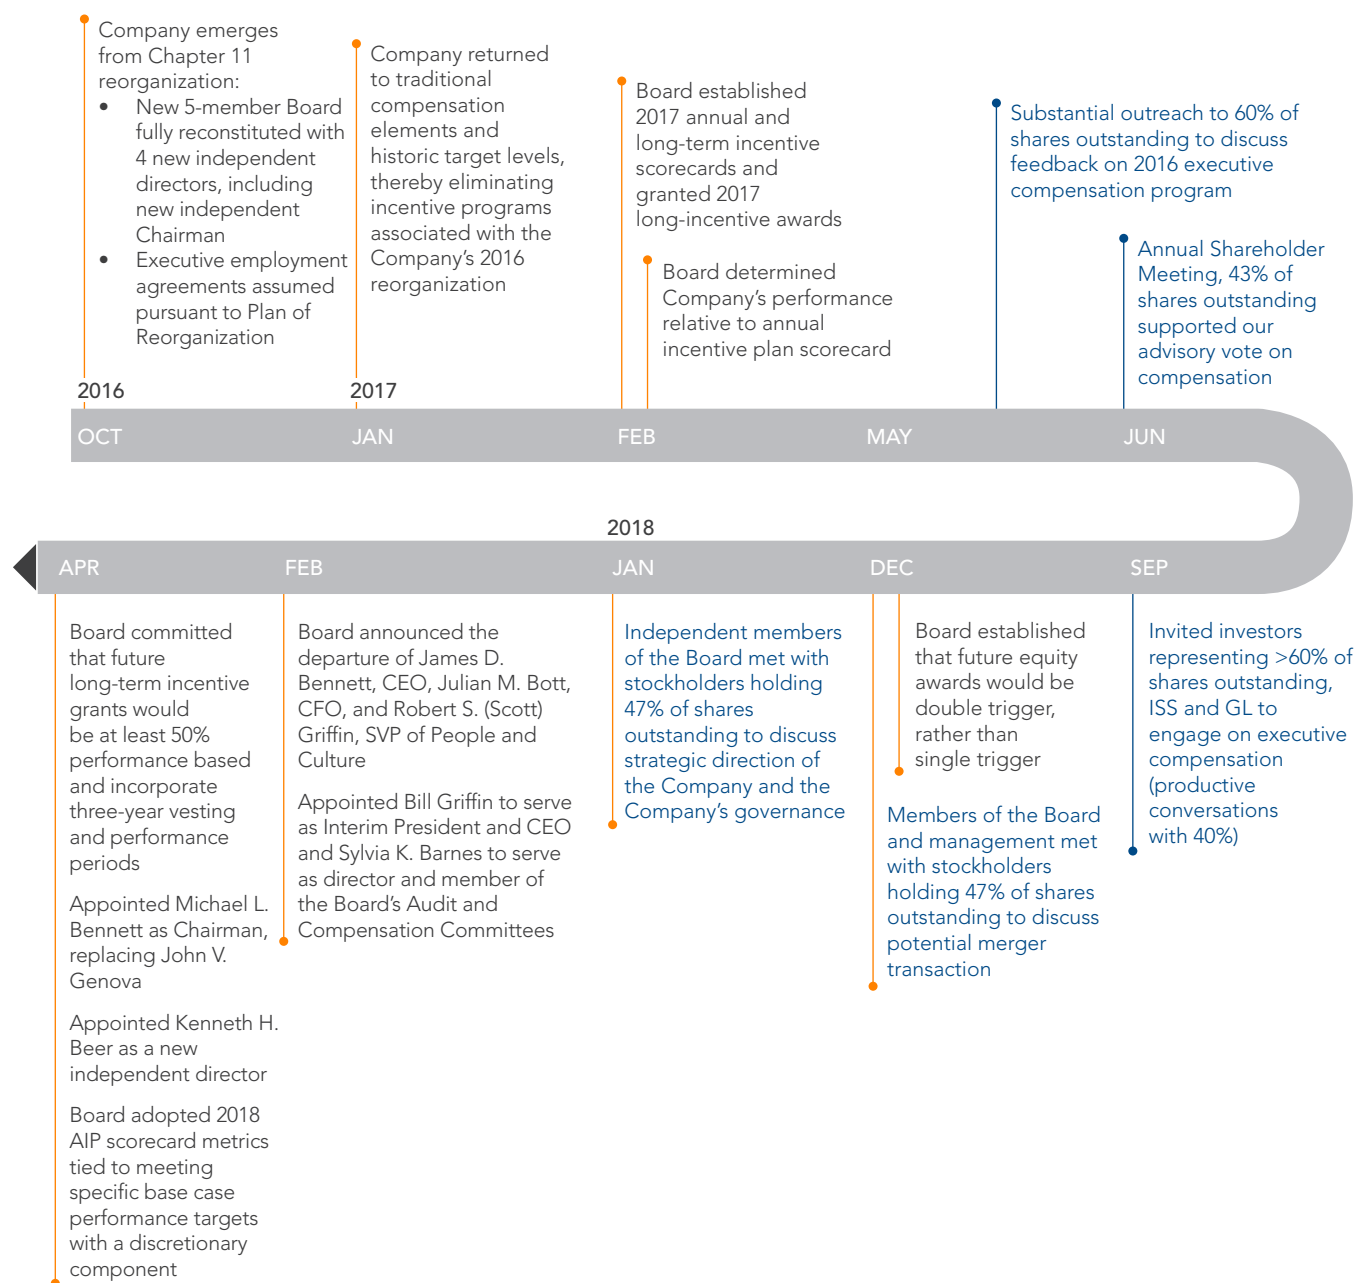 Company emerges
from Chapter 11
reorganization:
• New 5-member Board
fully reconstituted with
4 new independent
directors, including
new independent
Chairman
• Executive employment
agreements assumed
pursuant to Plan of
Reorganization
Company returned
to traditional
compensation
elements and
historic target levels,
thereby eliminating
incentive programs
associated with the
Company's 2016
reorganization
Board established
2017 annual and
long-term incentive
scorecards and
granted 2017
long-incentive awards
Board determined
Company's performance
relative to annual
incentive plan scorecard
Substantial outreach to 60% of
shares outstanding to discuss
feedback on 2016 executive
compensation program
Annual Shareholder
Meeting, 43% of
shares outstanding
supported our
advisory vote on
compensation
2016
2017
OCT
JAN
FEB
MAY
JUN
2018
APR
FEB
JAN
DEC
SEP
Board committed
that future
long-term incentive
grants would
be at least 50%
performance based
and incorporate
three-year vesting
and performance
periods
Appointed Michael L.
Bennett as Chairman,
replacing John V.
Genova
Appointed Kenneth H.
Beer as a new
independent director
Board adopted 2018
AIP scorecard metrics
tied to meeting
specific base case
performance targets
with a discretionary
component
Board announced the
departure of James D.
Bennett, CEO, Julian M. Bott,
CFO, and Robert S. (Scott)
Griffin, SVP of People and
Culture
Appointed Bill Griffin to serve
as Interim President and CEO
and Sylvia K. Barnes to serve
as director and member of
the Board's Audit and
Compensation Committees
Independent members
of the Board met with
stockholders holding
47% of shares
outstanding to discuss
strategic direction of
the Company and the
Company's governance
Board established
that future equity
awards would be
double trigger,
rather than
single trigger
Members of the Board
and management met
with stockholders
holding 47% of shares
outstanding to discuss
potential merger
transaction
Invited investors
representing >60% of
shares outstanding,
ISS and GL to
engage on executive
compensation
(productive
conversations
with 40%)